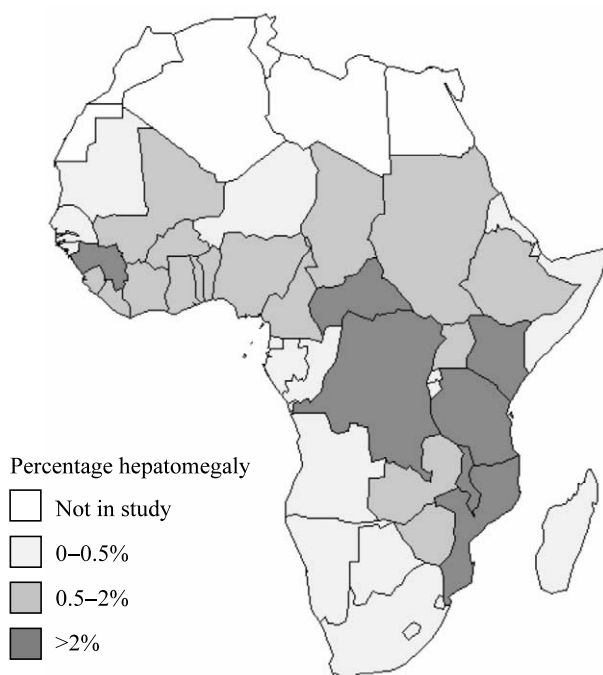 Percentage hepatomegaly
Not in study
0–0.5%
0.5–2%
>2%